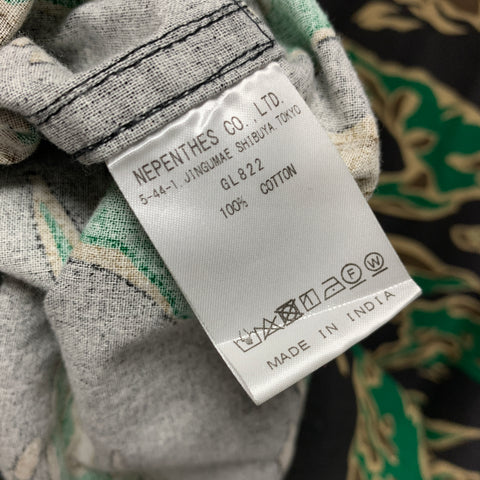 NEPENTHES CO.,LTD.
5-44-1,JINGUMAE SHIBUYA,TOKYO
GL822
100% COTTON
F W
MADE IN INDIA